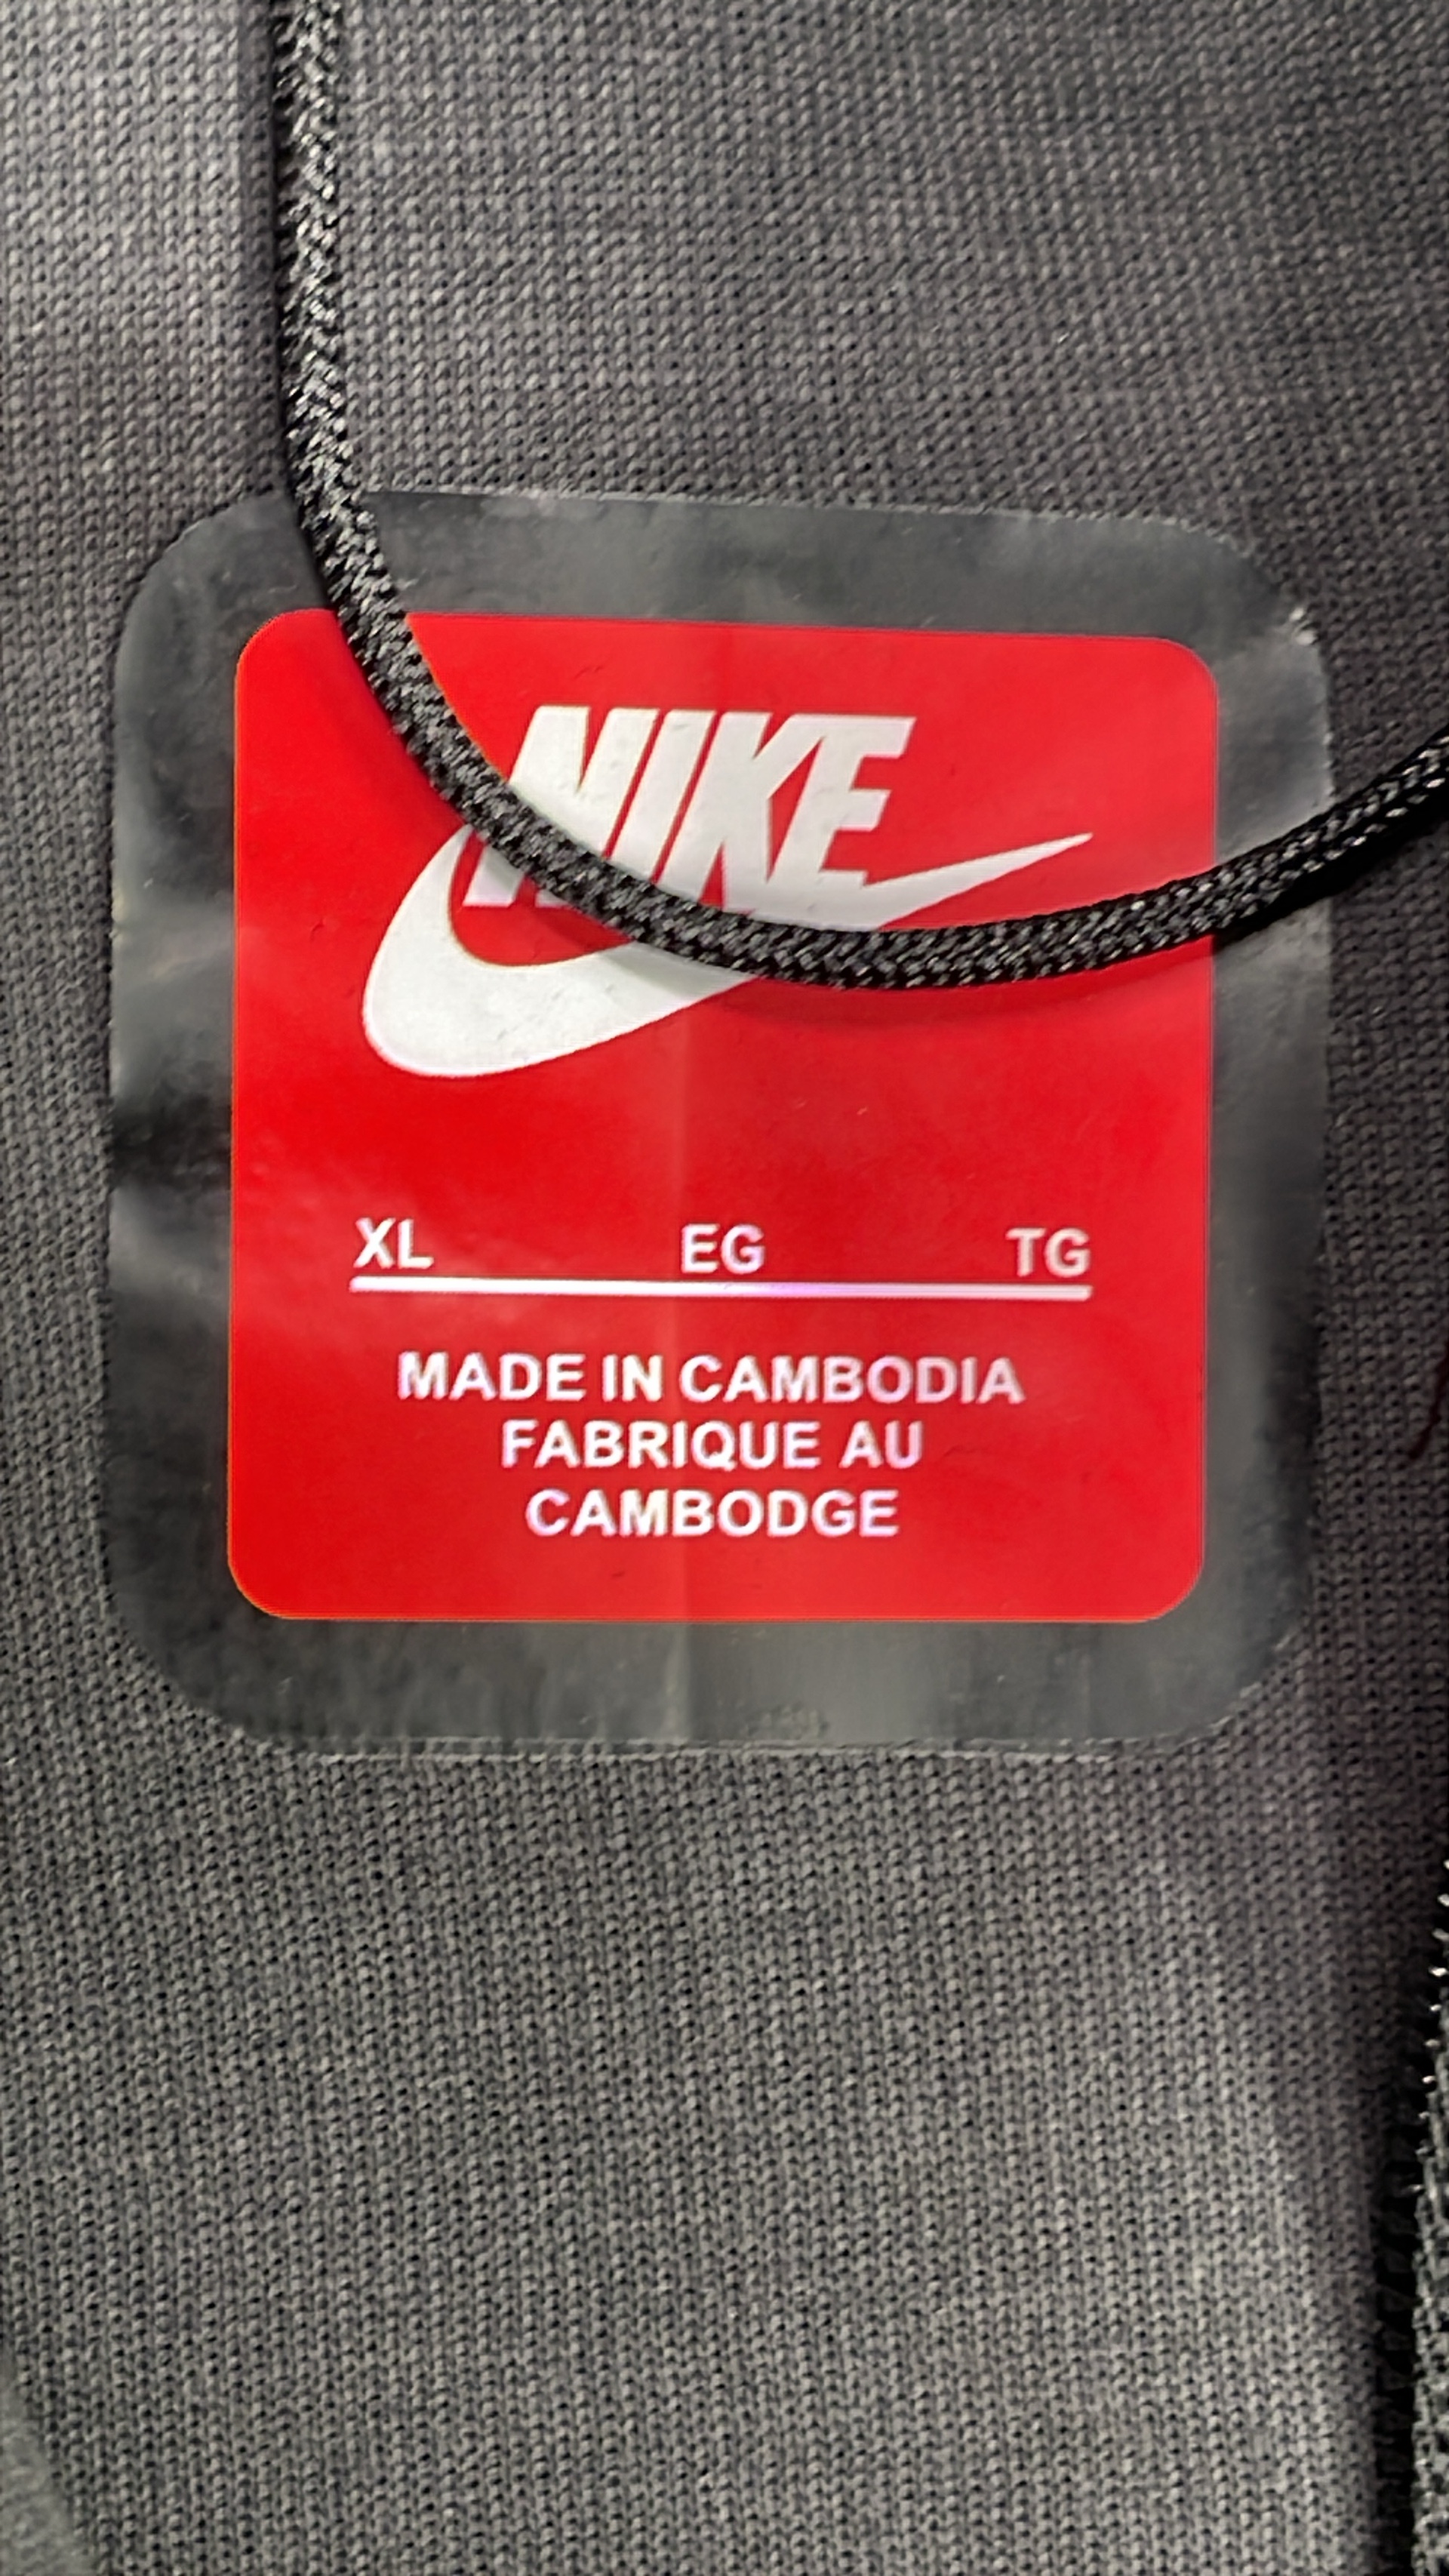 NIKE
XL EG TG
MADE IN CAMBODIA
FABRIQUE AU
CAMBODGE